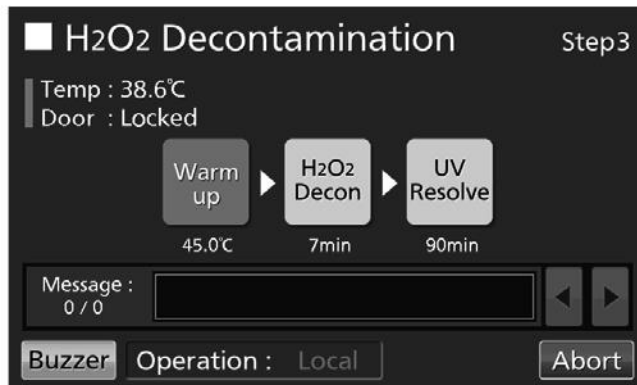 H2O2 Decontamination Step3
Temp : 38.6℃
Door : Locked
Warm up
H2O2 Decon
UV Resolve
45.0℃ 7min 90min
Message :
0 / 0
Buzzer Operation : Local Abort